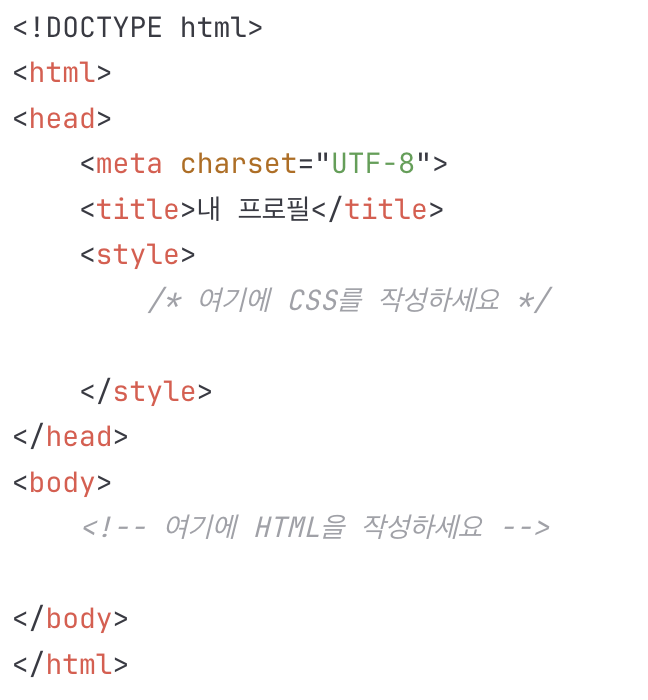 <!DOCTYPE html>
<html>
<head>
    <meta charset="UTF-8">
    <title>내 프로필</title>
    <style>
        /* 여기에 CSS를 작성하세요 */

    </style>
</head>
<body>
    <!-- 여기에 HTML을 작성하세요 -->

</body>
</html>